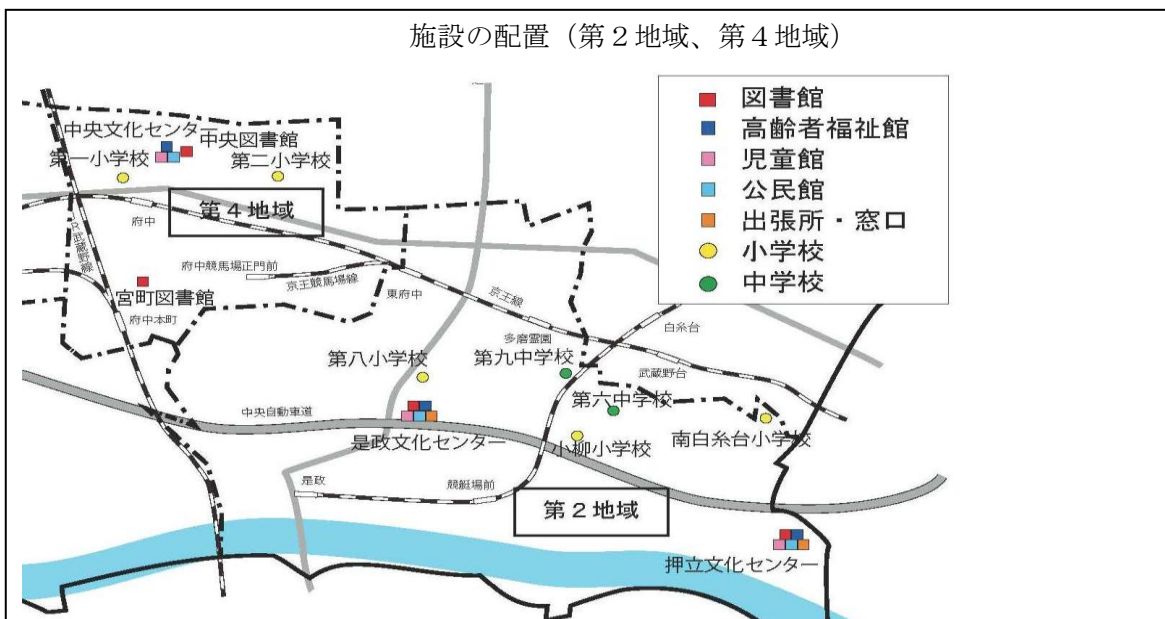 施設の配置（第２地域、第４地域）
図書館
高齢者福祉館
児童館
公民館
出張所・窓口
小学校
中学校
中央文化センター
中央図書館
第一小学校
第二小学校
第４地域
府中
R武蔵野線
府中競馬場正門前
京王競馬場線
東府中
京王線
宮町図書館
府中本町
白糸台
多磨霊園
武蔵野台
第八小学校
第九中学校
第六中学校
中央自動車道
是政文化センター
小柳小学校
南白糸台小学校
是政
競艇場前
第２地域
押立文化センター